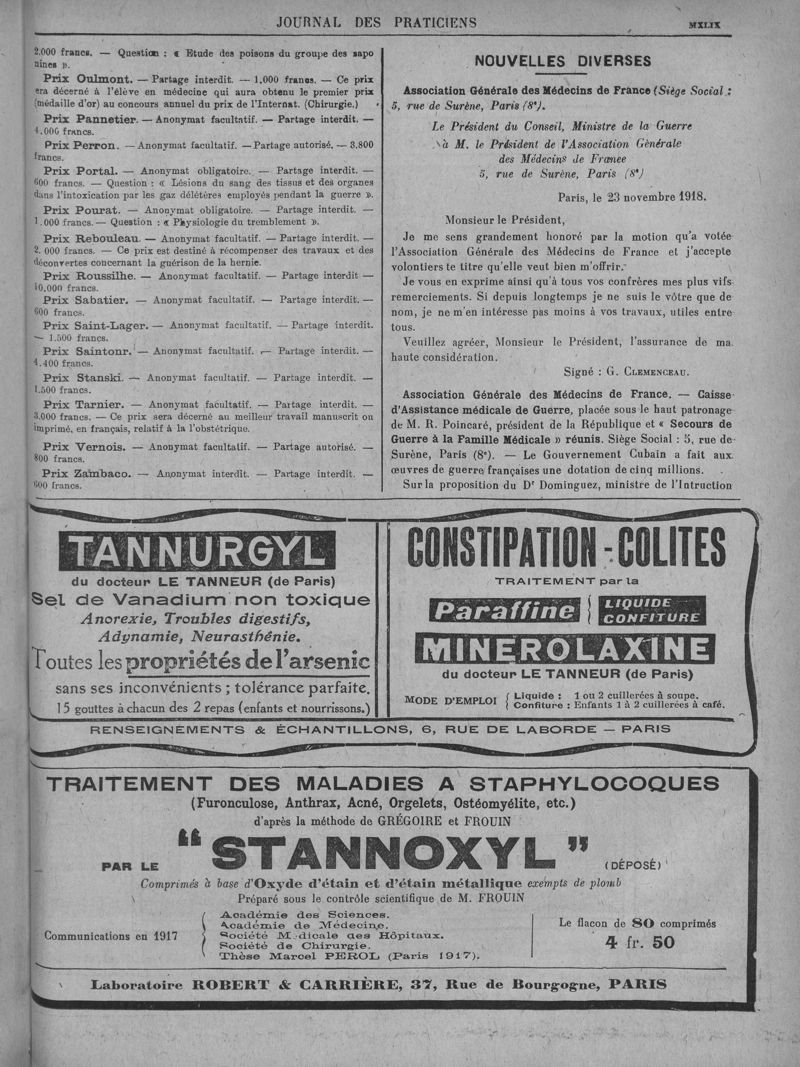 JOURNAL DES PRATICIENS
MXLIX
2.000 francs. — Question : « Etude des poisons du groupe des sapo
nines ».
Prix Oulmont. — Partage interdit. — 1.000 francs. — Ce prix
sera décerné à l'élève en médecine qui aura obtenu le premier prix
(médaille d'or) au concours annuel du prix de l'Internat. (Chirurgie.)
Prix Pannetier. — Anonymat facultatif. — Partage interdit. —
4.000 francs.
Prix Perron. — Anonymat facultatif. — Partage autorisé. — 3.800
francs.
Prix Portal. — Anonymat obligatoire. — Partage interdit. —
600 francs. — Question : « Lésions du sang des tissus et des organes
dans l'intoxication par les gaz délétères employés pendant la guerre ».
Prix Pourat. — Anonymat obligatoire. — Partage interdit. —
1.000 francs. — Question : « Physiologie du tremblement ».
Prix Rebouleau. — Anonymat facultatif. — Partage interdit. —
2.000 francs. — Ce prix est destiné à récompenser des travaux et des
découvertes concernant la guérison de la hernie.
Prix Roussilhe. — Anonymat facultatif. — Partage interdit —
10.000 francs.
Prix Sabatier. — Anonymat facultatif. — Partage interdit. —
600 francs.
Prix Saint-Lager. — Anonymat facultatif. — Partage interdit.
— 1.500 francs.
Prix Saintonr. — Anonymat facultatif. — Partage interdit. —
4.400 francs.
Prix Stanski. — Anonymat facultatif. — Partage interdit. —
1.500 francs.
Prix Tarnier. — Anonymat facultatif. — Partage interdit. —
3.000 francs. — Ce prix sera décerné au meilleur travail manuscrit ou
imprimé, en français, relatif à la l'obstétrique.
Prix Vernois. — Anonymat facultatif. — Partage autorisé. —
800 francs.
Prix Zambaco. — Anonymat interdit. — Partage interdit. —
600 francs.
NOUVELLES DIVERSES
Association Générale des Médecins de France (Siège Social :
5, rue de Surène, Paris (8e).
Le Président du Conseil, Ministre de la Guerre
à M. le Président de l'Association Générale
des Médecins de France
5, rue de Surène, Paris (8e)
Paris, le 23 novembre 1918.
Monsieur le Président,
Je me sens grandement honoré par la motion qu'a votée
l'Association Générale des Médecins de France et j'accepte
volontiers te titre qu'elle veut bien m'offrir.
Je vous en exprime ainsi qu'à tous vos confrères mes plus vifs
remerciements. Si depuis longtemps je ne suis le vôtre que de
nom, je ne m'en intéresse pas moins à vos travaux, utiles entre
tous.
Veuillez agréer, Monsieur le Président, l'assurance de ma
haute considération.
Signé : G. CLEMENCEAU.
Association Générale des Médecins de France. — Caisse
d'Assistance médicale de Guerre, placée sous le haut patronage
de M. R. Poincaré, président de la République et « Secours de
Guerre à la Famille Médicale » réunis. Siège Social : 5, rue de
Surène, Paris (8e). — Le Gouvernement Cubain a fait aux
œuvres de guerre françaises une dotation de cinq millions.
Sur la proposition du Dr Dominguez, ministre de l'Intruction
TANNURGYL
du docteur LE TANNEUR (de Paris)
Sel de Vanadium non toxique
Anorexie, Troubles digestifs,
Adynamie, Neurasthénie.
Toutes les propriétés de l'arsenic
sans ses inconvénients ; tolérance parfaite.
15 gouttes à chacun des 2 repas (enfants et nourrissons.)
CONSTIPATION - COLITES
TRAITEMENT par la
Paraffine { LIQUIDE
CONFITURE
MINEROLAXINE
du docteur LE TANNEUR (de Paris)
MODE D'EMPLOI { Liquide : 1 ou 2 cuillerées à soupe.
Confiture : Enfants 1 à 2 cuillerées à café.
RENSEIGNEMENTS & ÉCHANTILLONS, 6, RUE DE LABORDE — PARIS
TRAITEMENT DES MALADIES A STAPHYLOCOQUES
(Furonculose, Anthrax, Acné, Orgelets, Ostéomyélite, etc.)
d'après la méthode de GRÉGOIRE et FROUIN
PAR LE "STANNOXYL" (DÉPOSÉ)
Comprimés à base d'Oxyde d'étain et d'étain métallique exempts de plomb
Préparé sous le contrôle scientifique de M. FROUIN
Communications en 1917
Académie des Sciences.
Académie de Médecine.
Société M dicale des Hôpitaux.
Société de Chirurgie.
Thèse Marcel PEROL (Paris 1917).
Le flacon de 80 comprimés
4 fr. 50
Laboratoire ROBERT & CARRIÈRE, 37, Rue de Bourgogne, PARIS